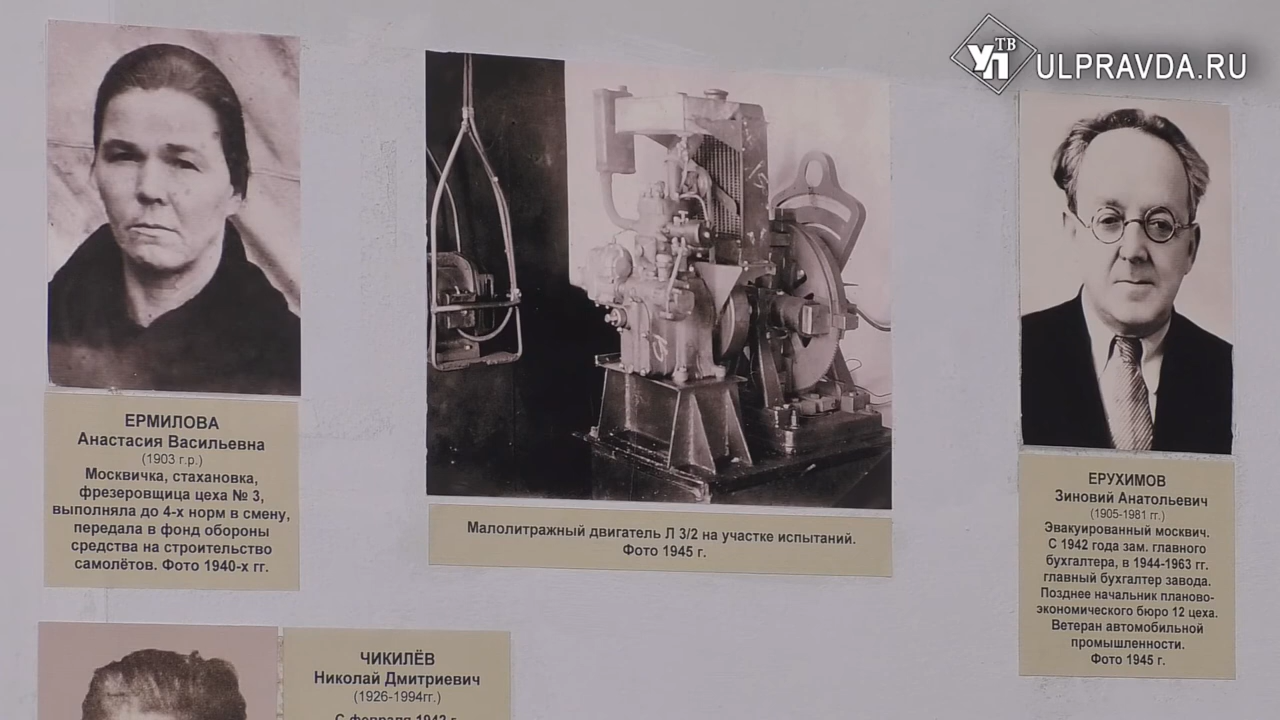 УП ТВ
ULPRAVDA.RU
ЕРМИЛОВА
Анастасия Васильевна
(1903 г.р.)
Москвичка, стахановка,
фрезеровщица цеха № 3,
выполняла до 4-х норм в смену,
передала в фонд обороны
средства на строительство
самолётов. Фото 1940-х гг.
Малолитражный двигатель Л 3/2 на участке испытаний.
Фото 1945 г.
ЕРУХИМОВ
Зиновий Анатольевич
(1905-1981 гг.)
Эвакуированный москвич.
С 1942 года зам. главного
бухгалтера, в 1944-1963 гг.
главный бухгалтер завода.
Позднее начальник планово-
экономического бюро 12 цеха.
Ветеран автомобильной
промышленности.
Фото 1945 г.
ЧИКИЛЁВ
Николай Дмитриевич
(1926-1994гг.)
С февраля 1942 г.